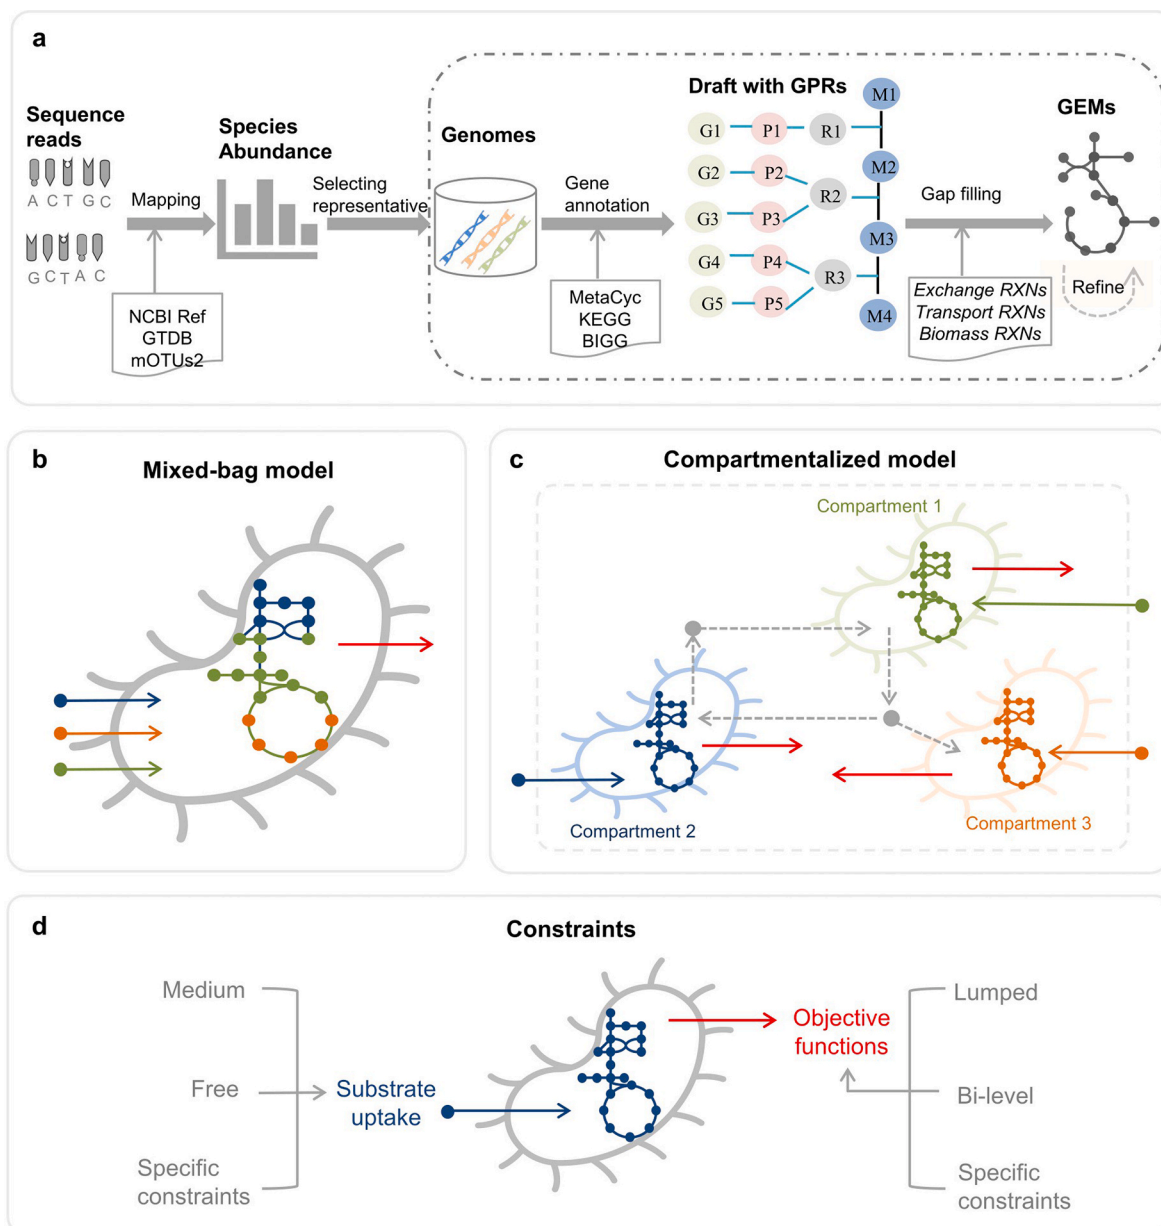 a
Sequence
reads
A C T G C
G C T A C
Mapping
NCBI Ref
GTDB
mOTUs2
Species
Abundance
Selecting
representative
Genomes
Gene
annotation
MetaCyc
KEGG
BIGG
Draft with GPRs
G1 P1 R1 M1
G2 P2 M2
R2
G3 P3 M3
G4 P4
R3
G5 P5 M4
Gap filling
Exchange RXNs
Transport RXNs
Biomass RXNs
GEMs
Refine
b
Mixed-bag model
c
Compartmentalized model
Compartment 1
Compartment 2
Compartment 3
d
Constraints
Medium
Free
Specific
constraints
Substrate
uptake
Objective
functions
Lumped
Bi-level
Specific
constraints